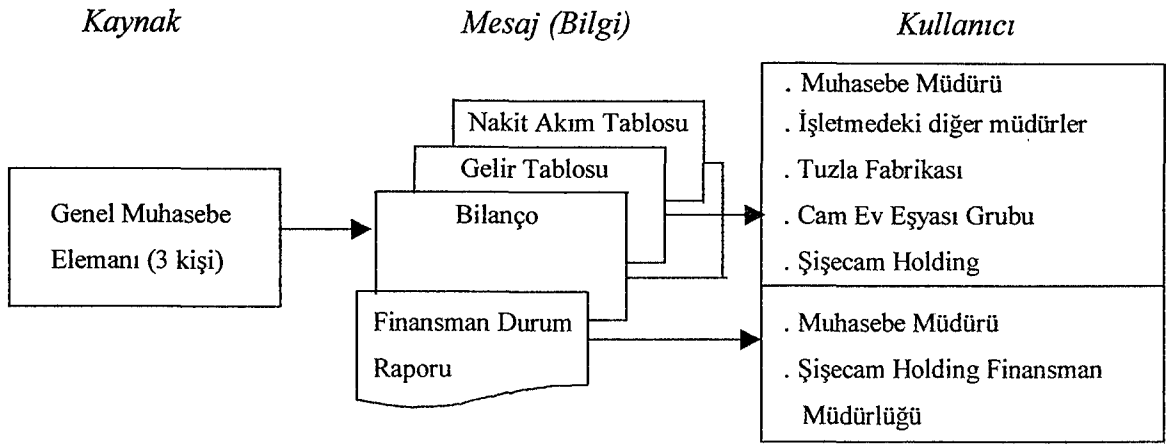 Kaynak
Mesaj (Bilgi)
Kullanıcı
Genel Muhasebe
Elemanı (3 kişi)
Nakit Akım Tablosu
Gelir Tablosu
Bilanço
Finansman Durum
Raporu
. Muhasebe Müdürü
. İşletmedeki diğer müdürler
. Tuzla Fabrikası
. Cam Ev Eşyası Grubu
. Şişecam Holding
. Muhasebe Müdürü
. Şişecam Holding Finansman
Müdürlüğü